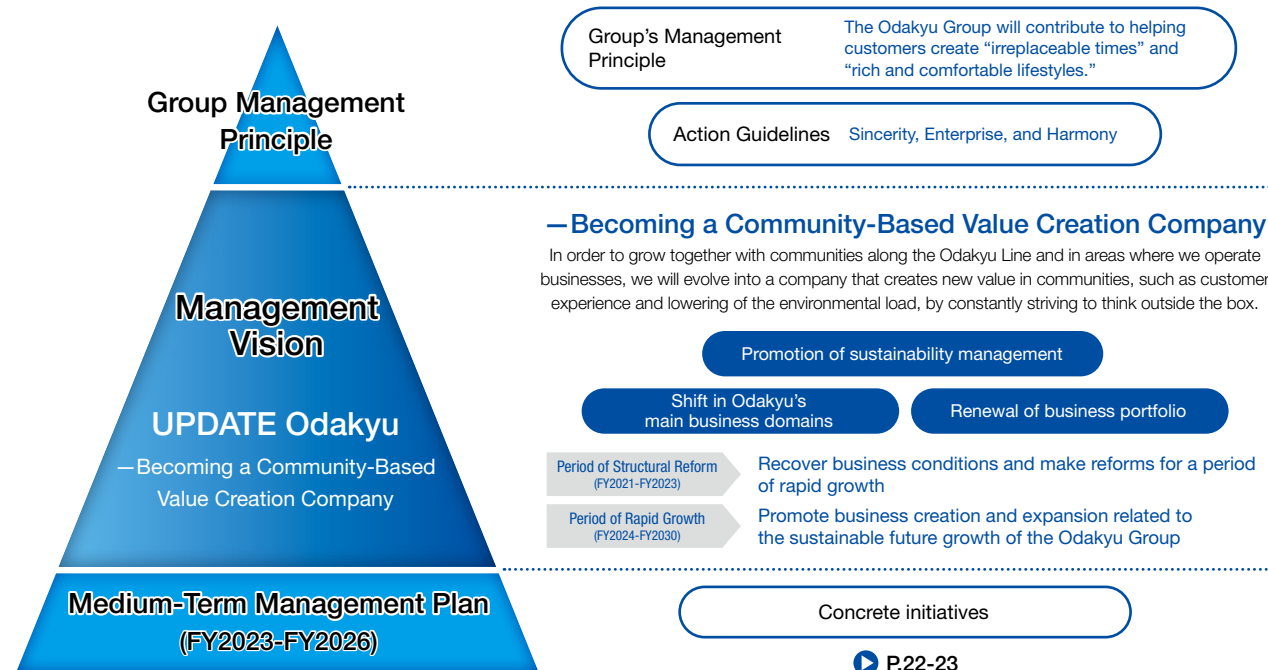 Group Management
Principle
Group's Management
Principle
The Odakyu Group will contribute to helping
customers create “irreplaceable times” and
“rich and comfortable lifestyles.”
Action Guidelines
Sincerity, Enterprise, and Harmony
Management
Vision
UPDATE Odakyu
—Becoming a Community-Based
Value Creation Company
—Becoming a Community-Based Value Creation Company
In order to grow together with communities along the Odakyu Line and in areas where we operate
businesses, we will evolve into a company that creates new value in communities, such as customer
experience and lowering of the environmental load, by constantly striving to think outside the box.
Promotion of sustainability management
Shift in Odakyu's
main business domains
Renewal of business portfolio
Period of Structural Reform
(FY2021-FY2023)
Recover business conditions and make reforms for a period
of rapid growth
Period of Rapid Growth
(FY2024-FY2030)
Promote business creation and expansion related to
the sustainable future growth of the Odakyu Group
Medium-Term Management Plan
(FY2023-FY2026)
Concrete initiatives
P.22-23